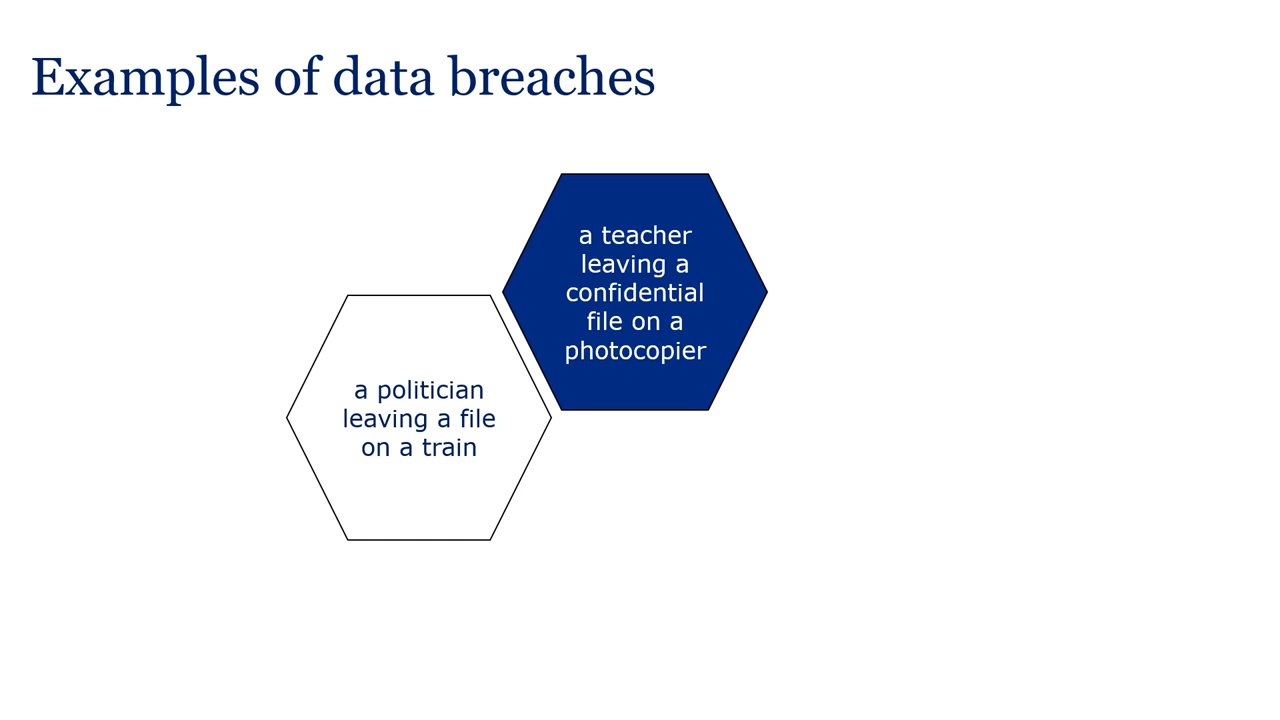 Examples of data breaches
a teacher
leaving a
confidential
file on a
photocopier
a politician
leaving a file
on a train